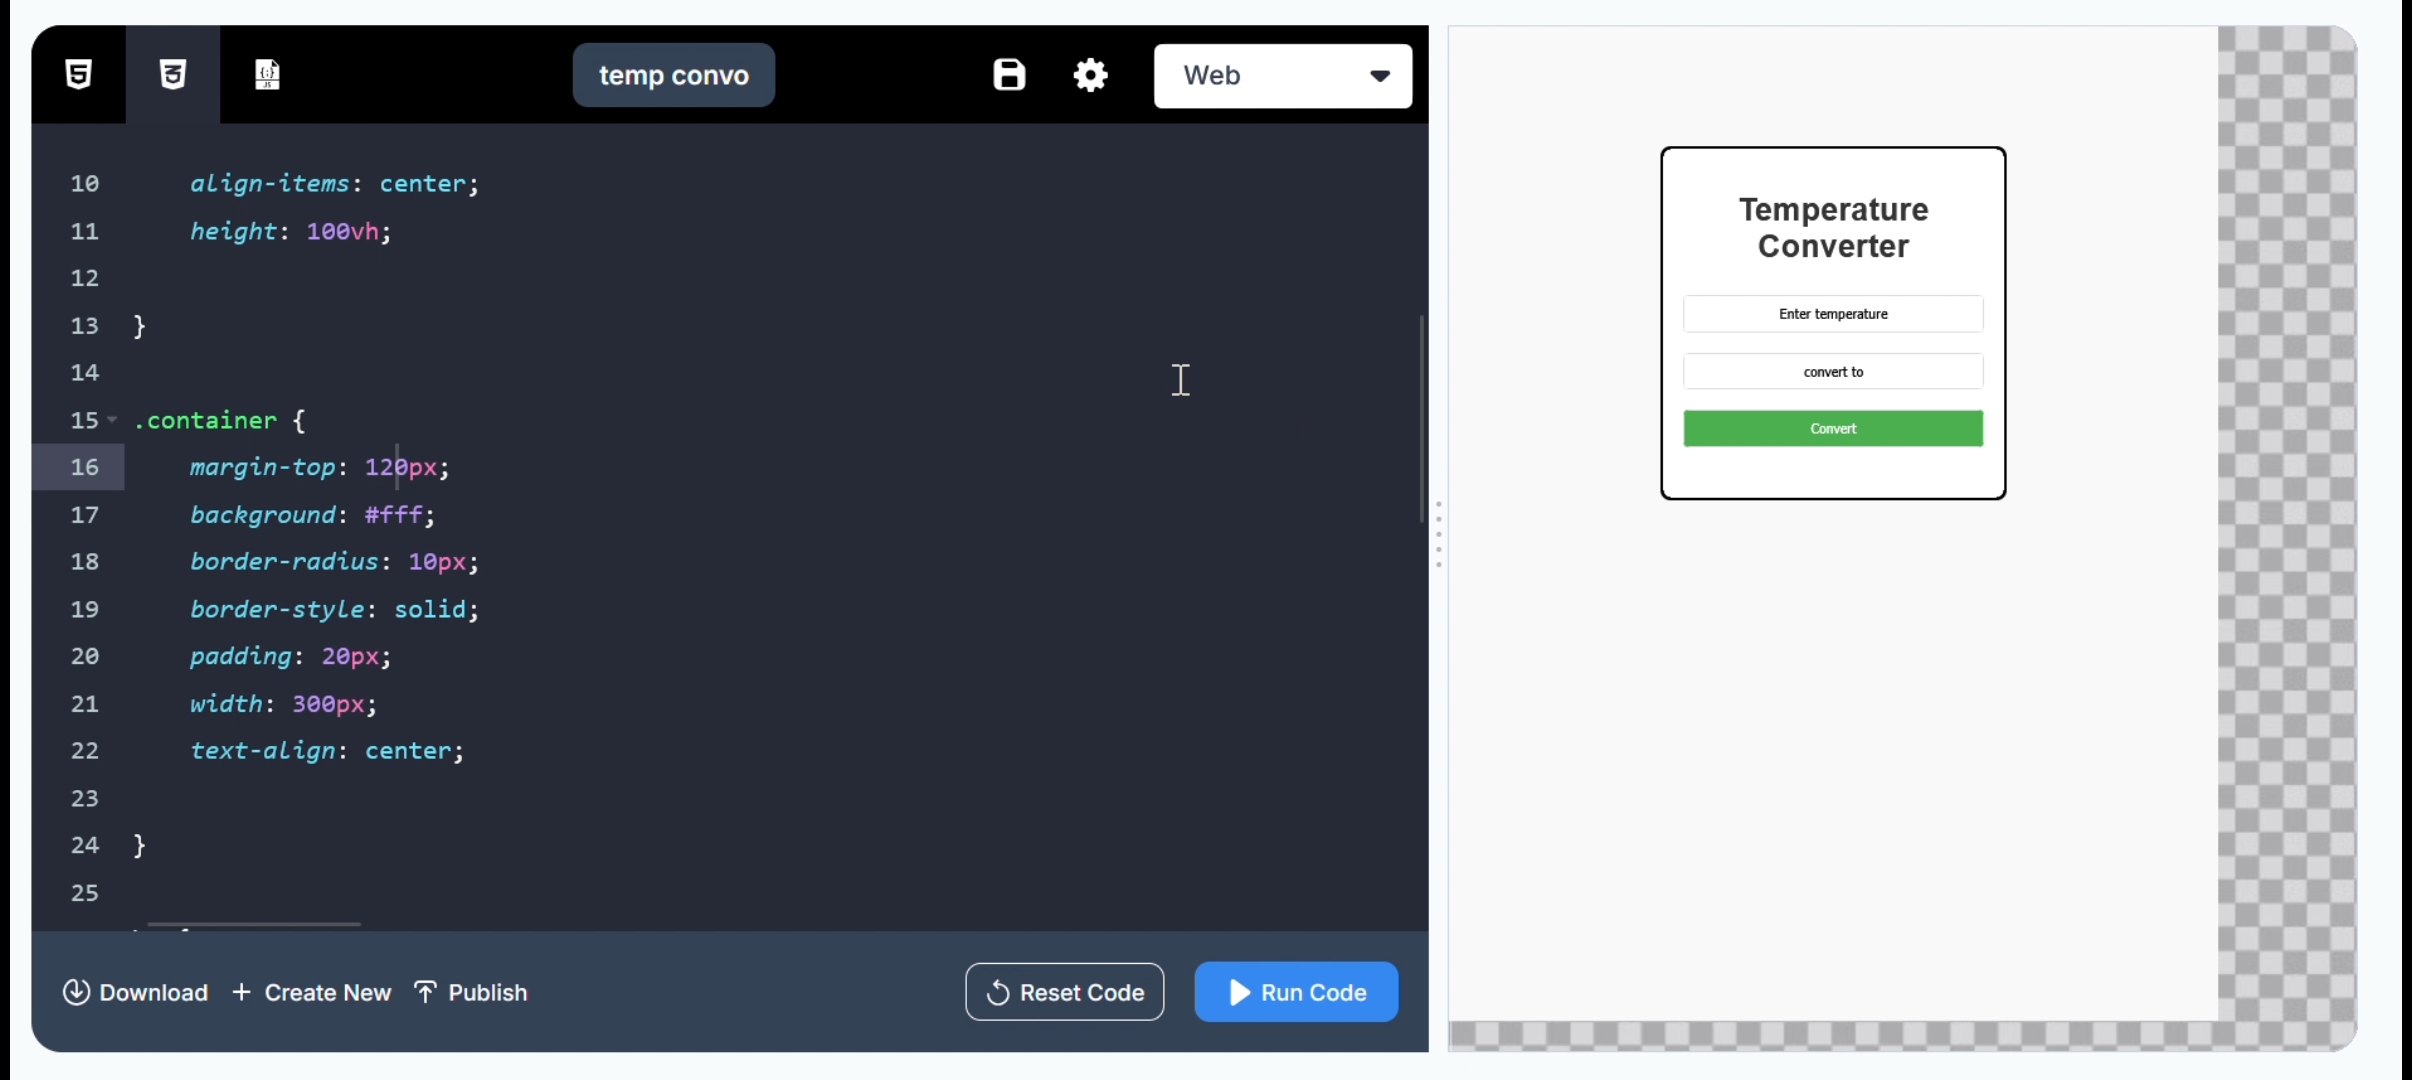 temp convo
Web
10 align-items: center;
11 height: 100vh;
12
13 }
14
15 .container {
16 margin-top: 120px;
17 background: #fff;
18 border-radius: 10px;
19 border-style: solid;
20 padding: 20px;
21 width: 300px;
22 text-align: center;
23
24 }
25
Download + Create New Publish
Reset Code Run Code
Temperature
Converter
Enter temperature
convert to
Convert